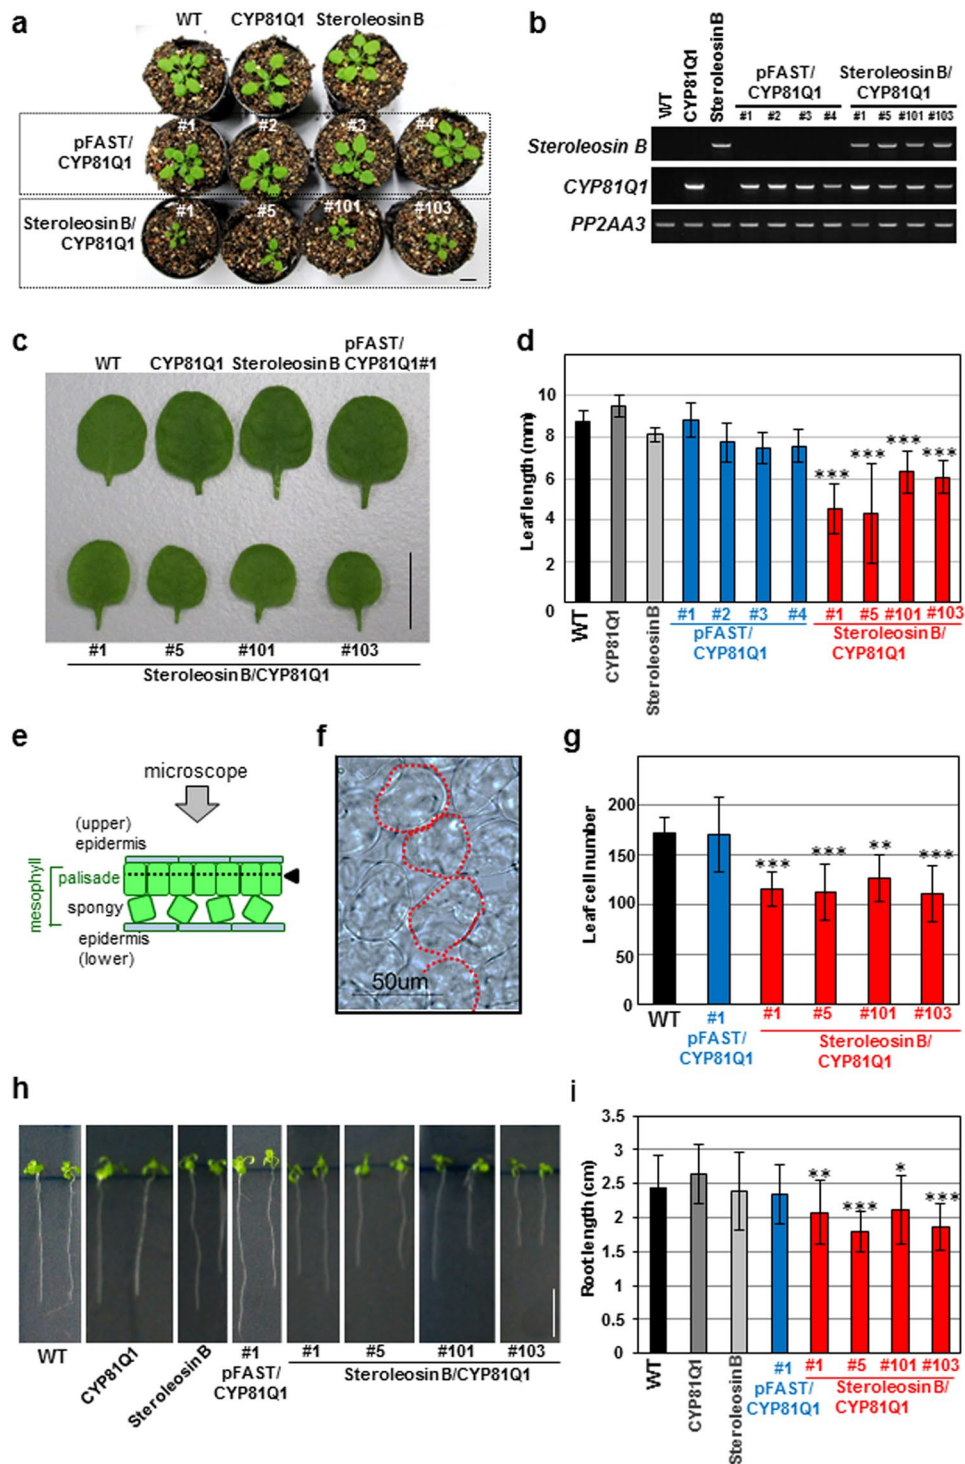 a
WT CYP81Q1 Steroleosin B
pFAST/
CYP81Q1
#1 #2 #3 #4
Steroleosin B/
CYP81Q1
#1 #5 #101 #103
b
WT CYP81Q1 Steroleosin B
pFAST/
CYP81Q1
#1 #2 #3 #4
Steroleosin B/
CYP81Q1
#1 #5 #101 #103
Steroleosin B
CYP81Q1
PP2AA3
c
WT CYP81Q1 Steroleosin B
pFAST/
CYP81Q1#1
#1 #5 #101 #103
Steroleosin B/CYP81Q1
d
Leaf length (mm)
10
8
6
4
2
0
*** *** *** ***
WT CYP81Q1 Steroleosin B
#1 #2 #3 #4
pFAST/
CYP81Q1
#1 #5 #101 #103
Steroleosin B/
CYP81Q1
e
microscope
(upper)
epidermis
mesophyll
palisade
spongy
epidermis
(lower)
f
50um
g
Leaf cell number
200
150
100
50
0
*** *** ** ***
WT
#1
pFAST/
CYP81Q1
#1 #5 #101 #103
Steroleosin B/
CYP81Q1
h
WT CYP81Q1 Steroleosin B
#1
pFAST/
CYP81Q1
#1 #5 #101 #103
Steroleosin B/CYP81Q1
i
Root length (cm)
3.5
3
2.5
2
1.5
1
0.5
0
** *** * ***
WT CYP81Q1 Steroleosin B
#1
pFAST/
CYP81Q1
#1 #5 #101 #103
Steroleosin B/
CYP81Q1